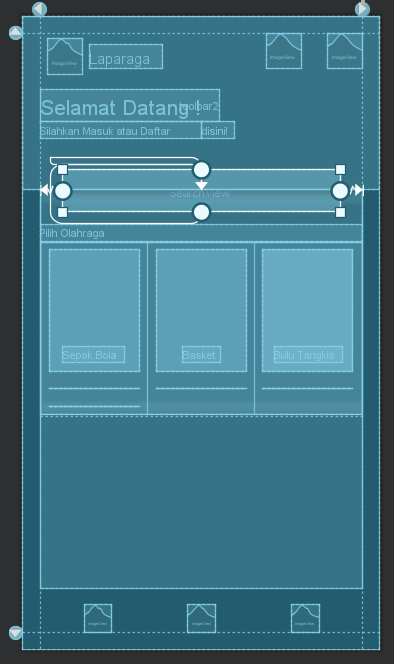 Laparaga
ImageView
ImageView
ImageView
Selamat Datang !
toolbar2
Silahkan Masuk atau Daftar
disini!
SearchView
Pilih Olahraga
Sepak Bola
Basket
Bulu Tangkis
ImageView
ImageView
ImageView